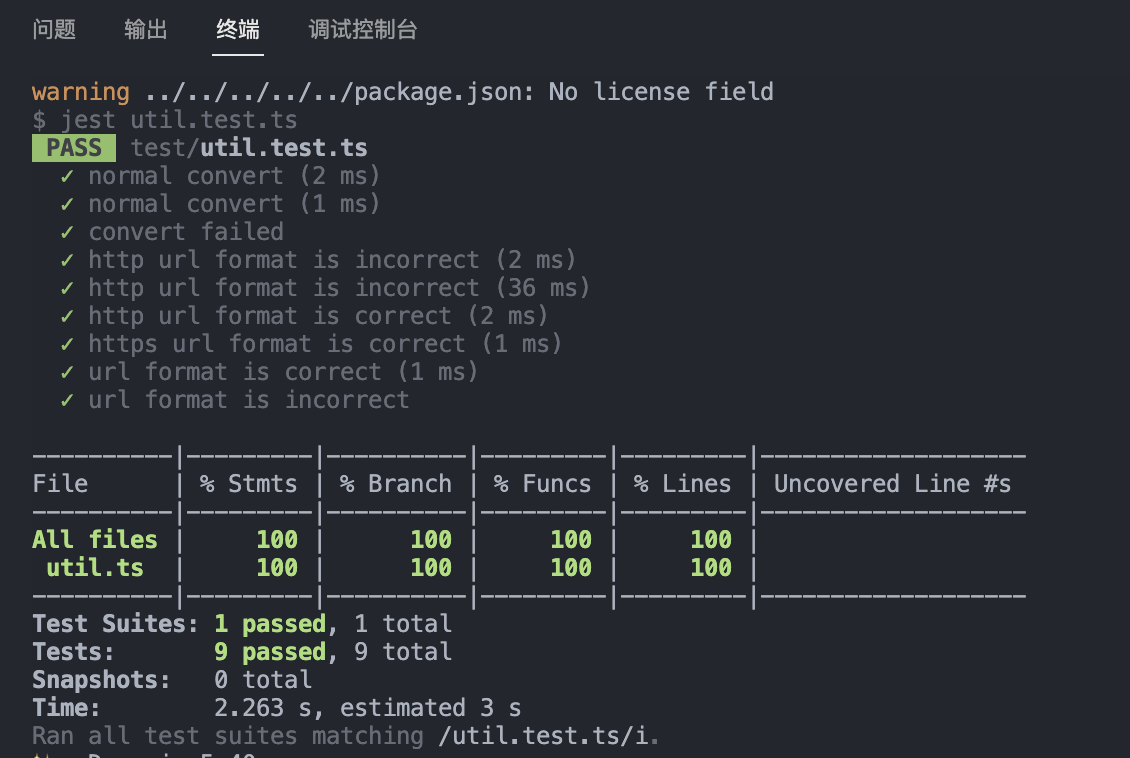 问题 输出 终端 调试控制台
warning ../../../../../package.json: No license field
$ jest util.test.ts
PASS test/util.test.ts
✓ normal convert (2 ms)
✓ normal convert (1 ms)
✓ convert failed
✓ http url format is incorrect (2 ms)
✓ http url format is incorrect (36 ms)
✓ http url format is correct (2 ms)
✓ https url format is correct (1 ms)
✓ url format is correct (1 ms)
✓ url format is incorrect
----------|---------|----------|---------|---------|-------------------
File | % Stmts | % Branch | % Funcs | % Lines | Uncovered Line #s
----------|---------|----------|---------|---------|-------------------
All files | 100 | 100 | 100 | 100 |
util.ts | 100 | 100 | 100 | 100 |
----------|---------|----------|---------|---------|-------------------
Test Suites: 1 passed, 1 total
Tests: 9 passed, 9 total
Snapshots: 0 total
Time: 2.263 s, estimated 3 s
Ran all test suites matching /util.test.ts/i.